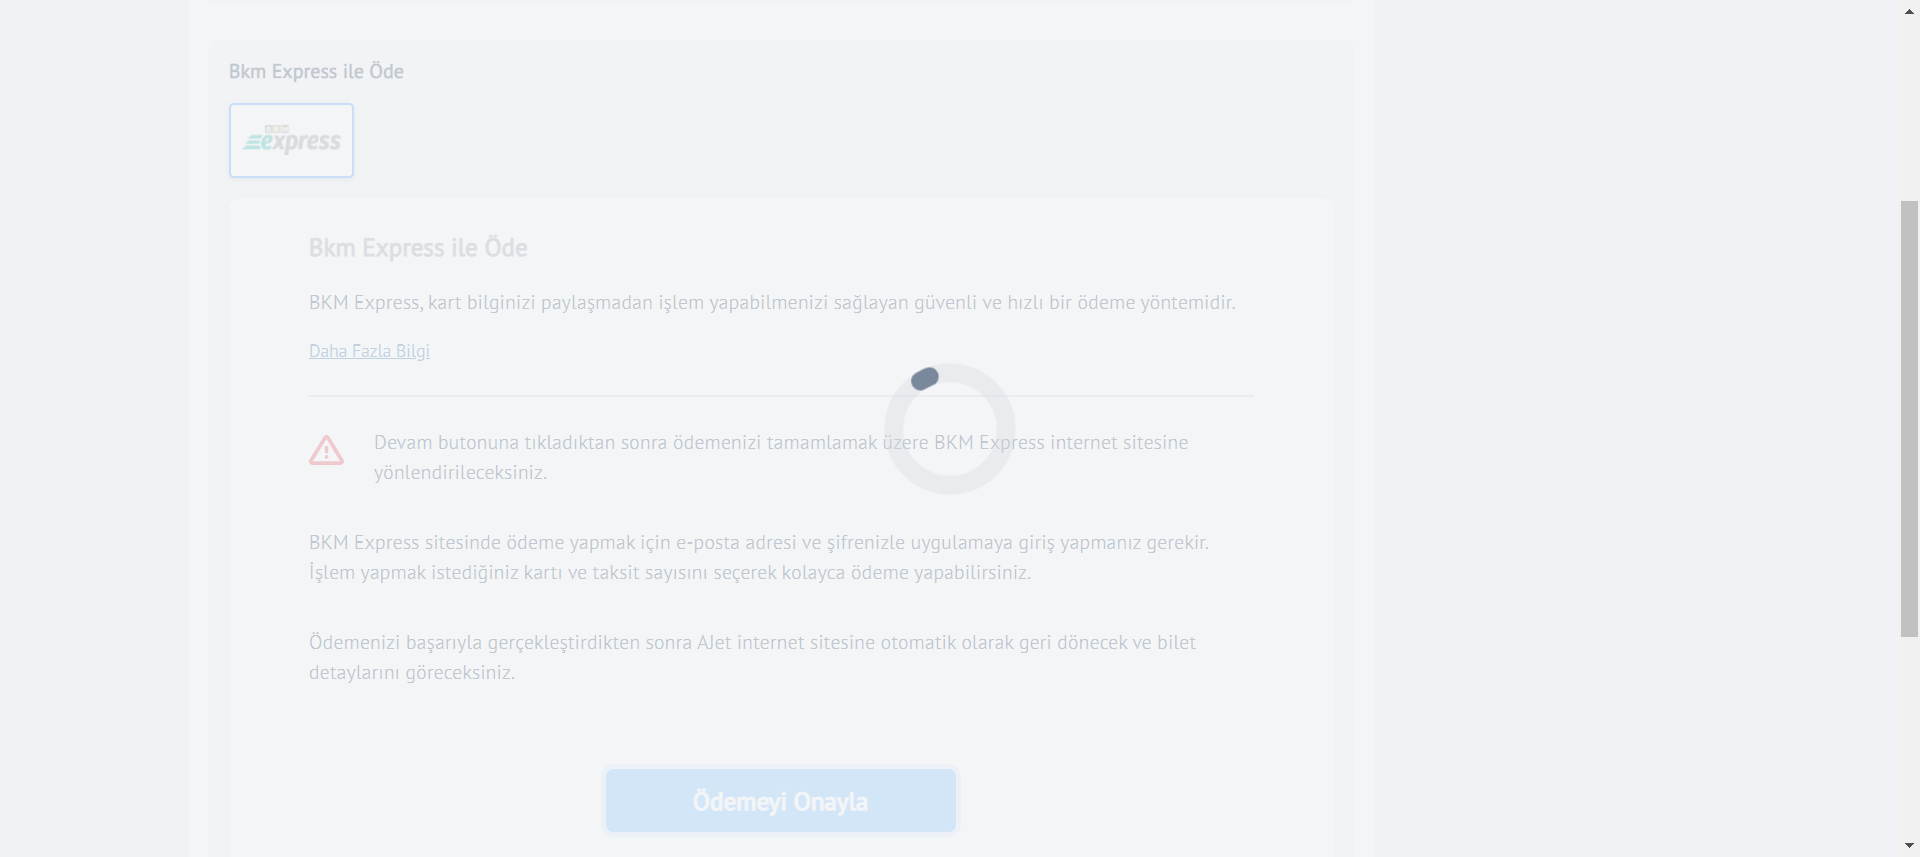 Bkm Express ile Öde
BKM
express
Bkm Express ile Öde
BKM Express, kart bilginizi paylaşmadan işlem yapabilmenizi sağlayan güvenli ve hızlı bir ödeme yöntemidir.
Daha Fazla Bilgi
Devam butonuna tıkladıktan sonra ödemenizi tamamlamak üzere BKM Express internet sitesine
yönlendirileceksiniz.
BKM Express sitesinde ödeme yapmak için e-posta adresi ve şifrenizle uygulamaya giriş yapmanız gerekir.
İşlem yapmak istediğiniz kartı ve taksit sayısını seçerek kolayca ödeme yapabilirsiniz.
Ödemenizi başarıyla gerçekleştirdikten sonra AJet internet sitesine otomatik olarak geri dönecek ve bilet
detaylarını göreceksiniz.
Ödemeyi Onayla